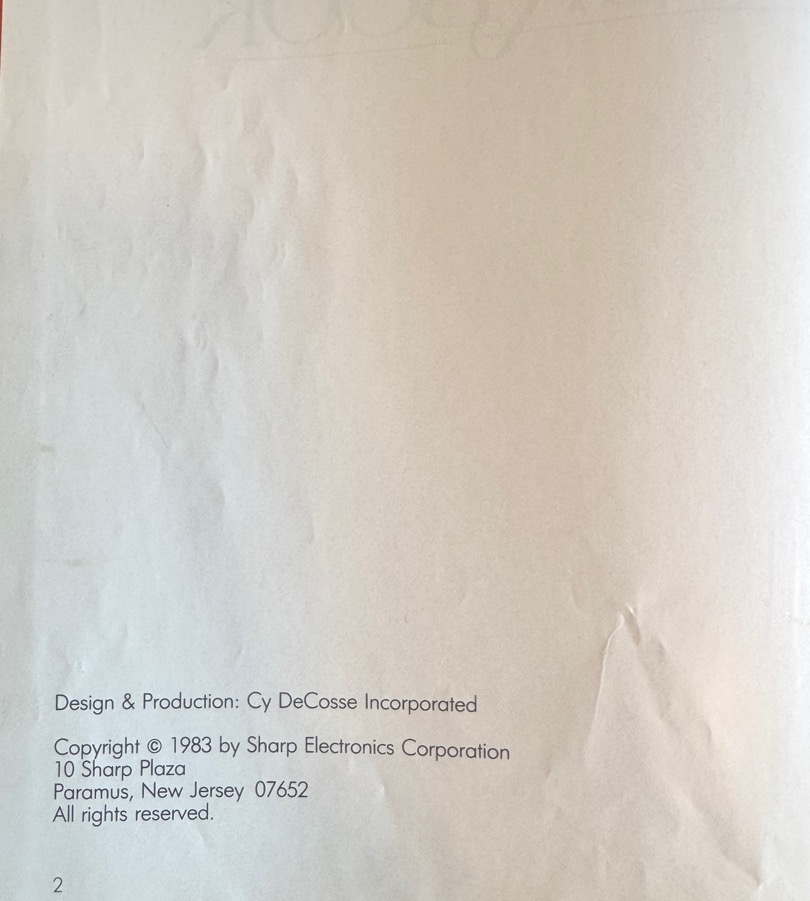 Design & Production: Cy DeCosse Incorporated
Copyright © 1983 by Sharp Electronics Corporation
10 Sharp Plaza
Paramus, New Jersey 07652
All rights reserved.
2